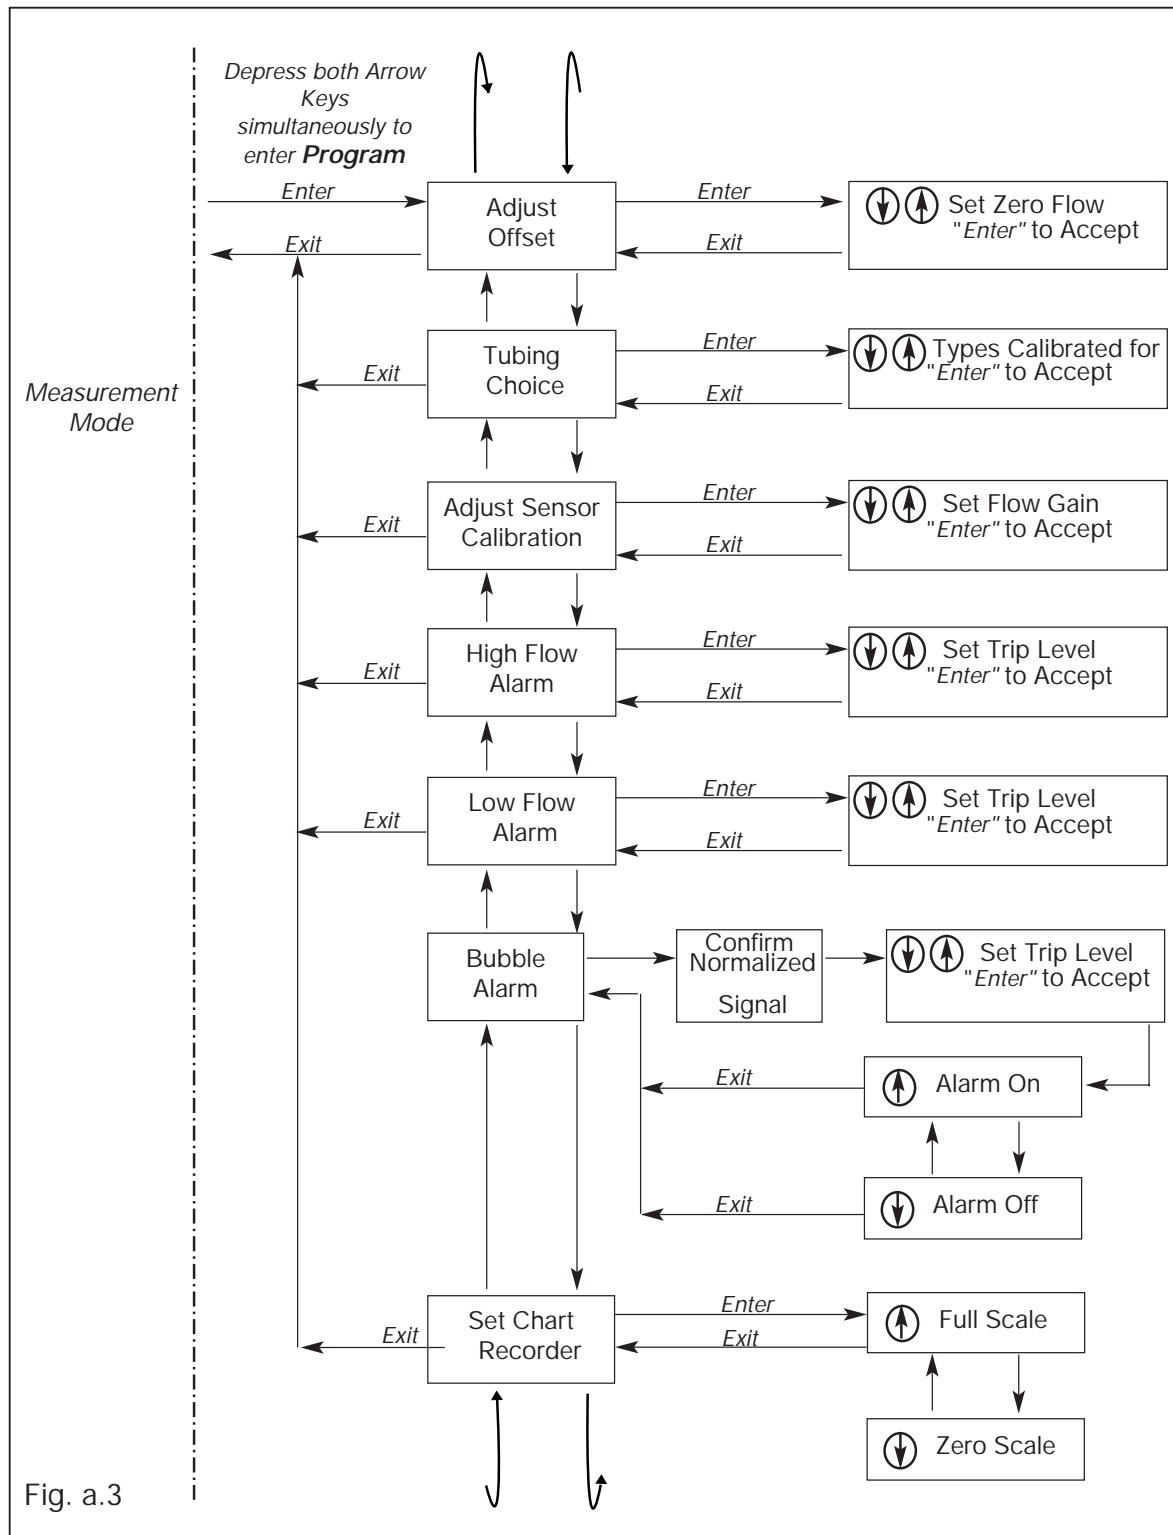 Depress both Arrow
Keys
simultaneously to
enter Program
Enter
Adjust
Offset
Enter
Set Zero Flow
"Enter" to Accept
Exit
Exit
Measurement
Mode
Tubing
Choice
Enter
Types Calibrated for
"Enter" to Accept
Exit
Exit
Adjust Sensor
Calibration
Enter
Set Flow Gain
"Enter" to Accept
Exit
Exit
High Flow
Alarm
Enter
Set Trip Level
"Enter" to Accept
Exit
Exit
Low Flow
Alarm
Enter
Set Trip Level
"Enter" to Accept
Exit
Exit
Bubble
Alarm
Confirm
Normalized
Signal
Set Trip Level
"Enter" to Accept
Exit
Alarm On
Exit
Alarm Off
Set Chart
Recorder
Enter
Full Scale
Exit
Exit
Zero Scale
Fig. a.3